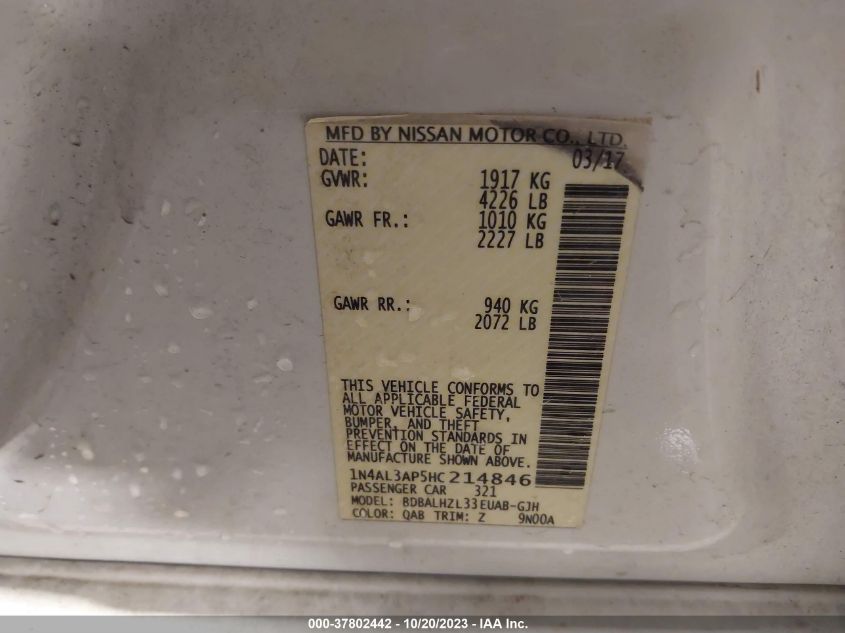 MFD BY NISSAN MOTOR CO., LTD.
DATE: 03/17
GVWR: 1917 KG
4226 LB
GAWR FR.: 1010 KG
2227 LB
GAWR RR.: 940 KG
2072 LB
THIS VEHICLE CONFORMS TO
ALL APPLICABLE FEDERAL
MOTOR VEHICLE SAFETY,
BUMPER, AND THEFT
PREVENTION STANDARDS IN
EFFECT ON THE DATE OF
MANUFACTURE SHOWN ABOVE.
1N4AL3AP5HC214846
PASSENGER CAR 321
MODEL: BDBALHZL33EUAB-GJH
COLOR: QAB TRIM: Z 9N00A
000-37802442 - 10/20/2023 - IAA Inc.